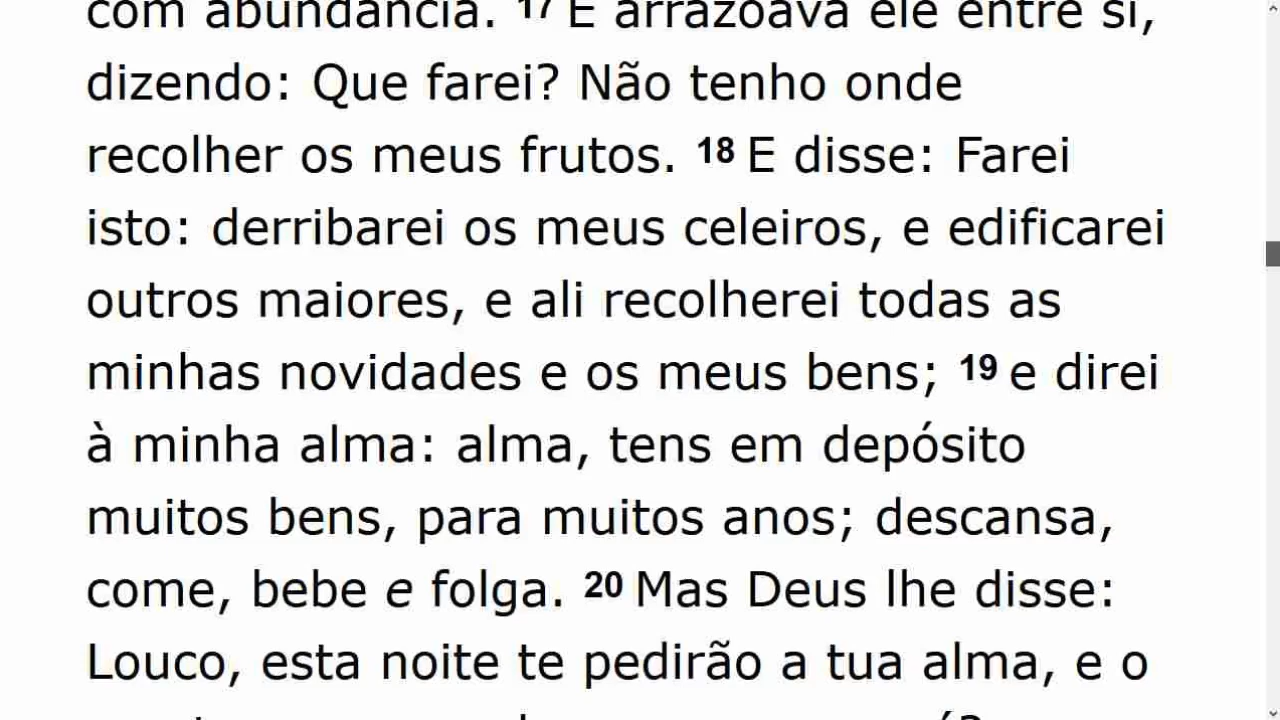 com abundância. 17 E arrazoava ele entre si,
dizendo: Que farei? Não tenho onde
recolher os meus frutos. 18 E disse: Farei
isto: derribarei os meus celeiros, e edificarei
outros maiores, e ali recolherei todas as
minhas novidades e os meus bens; 19 e direi
à minha alma: alma, tens em depósito
muitos bens, para muitos anos; descansa,
come, bebe e folga. 20 Mas Deus lhe disse:
Louco, esta noite te pedirão a tua alma, e o